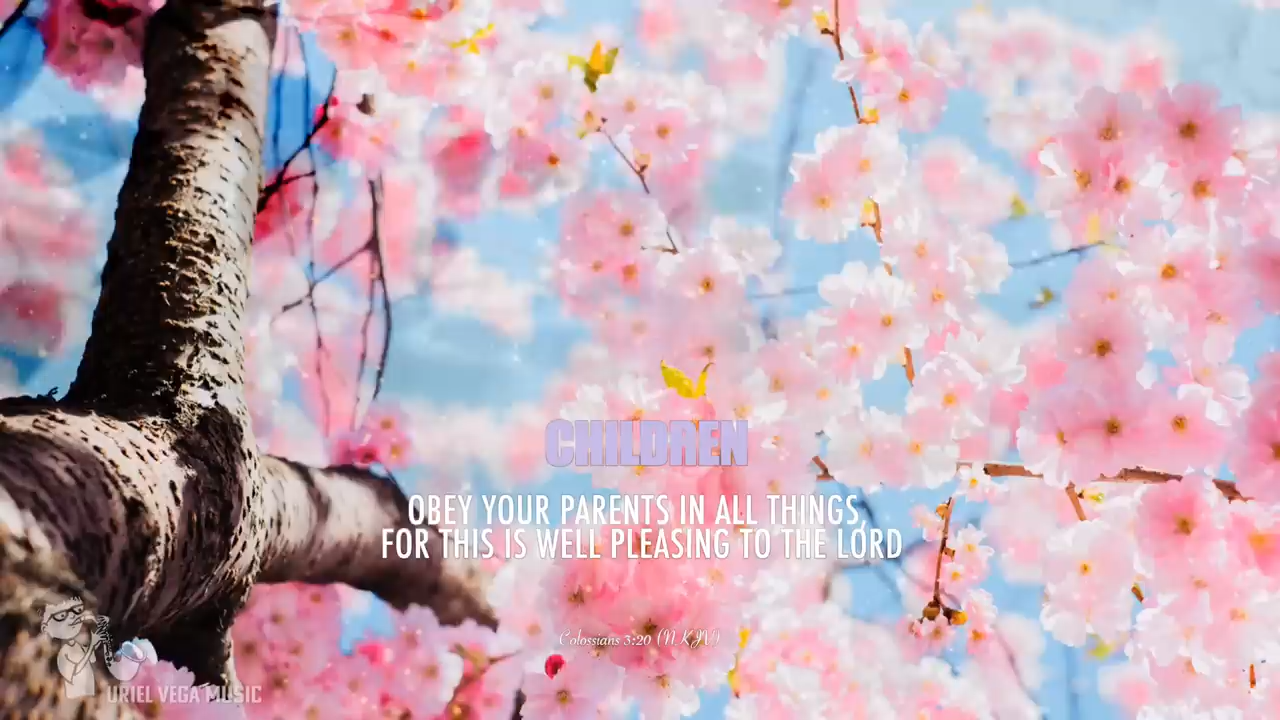 CHILDREN
OBEY YOUR PARENTS IN ALL THINGS,
FOR THIS IS WELL PLEASING TO THE LORD
Colossians 3:20 (NKJV)
URIEL VEGA MUSIC